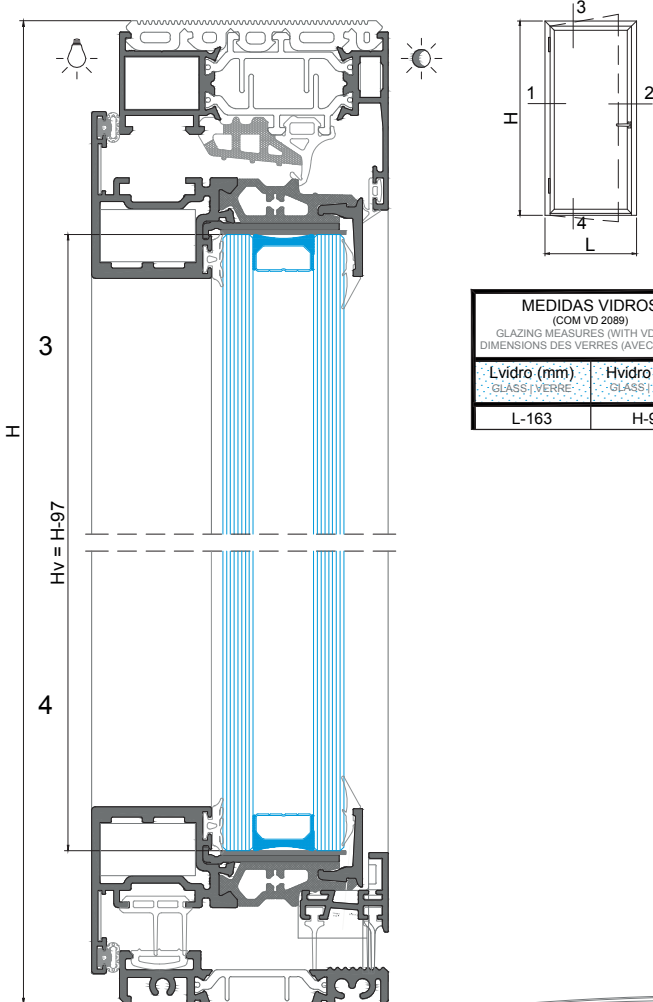 3
1
2
H
4
L
MEDIDAS VIDROS
(COM VD 2089)
GLAZING MEASURES (WITH VD
DIMENSIONS DES VERRES (AVEC
Lvidro (mm) Hvidro
GLASS | VERRE GLASS |
L-163 H-9
3
H
Hv = H-97
4